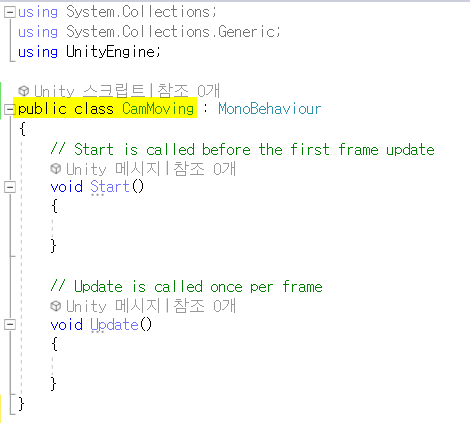 using System.Collections;
using System.Collections.Generic;
using UnityEngine;
Unity 스크립트|참조 0개
public class CamMoving : MonoBehaviour
{
// Start is called before the first frame update
Unity 메시지|참조 0개
void Start()
{
}
// Update is called once per frame
Unity 메시지|참조 0개
void Update()
{
}
}